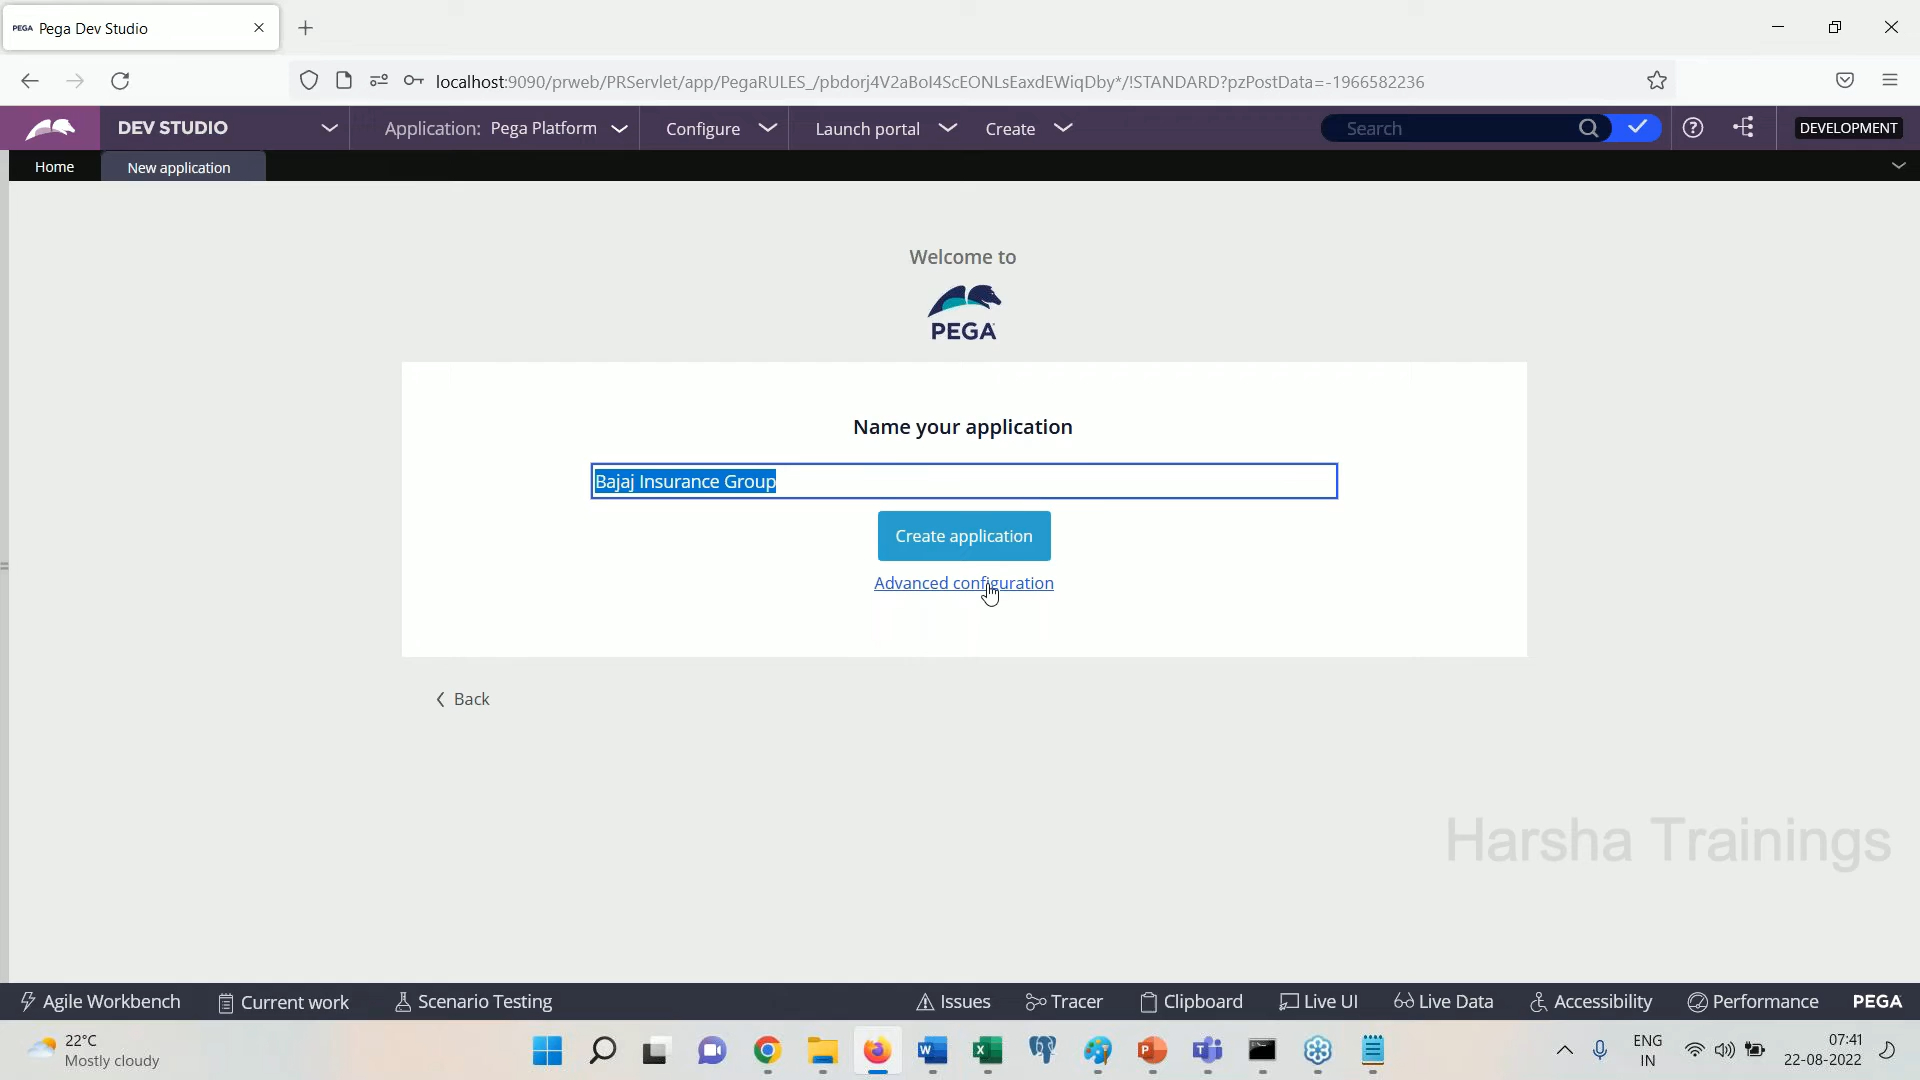 PEGA Pega Dev Studio
localhost:9090/prweb/PRServlet/app/PegaRULES_/pbdorj4V2aBoI4ScEONLsEaxdEWiqDby*/!STANDARD?pzPostData=-1966582236
DEV STUDIO Application: Pega Platform Configure Launch portal Create Search DEVELOPMENT
Home New application
Welcome to
PEGA
Name your application
Bajaj Insurance Group
Create application
Advanced configuration
Back
Harsha Trainings
Agile Workbench Current work Scenario Testing Issues Tracer Clipboard Live UI Live Data Accessibility Performance PEGA
22°C
Mostly cloudy
ENG
IN
07:41
22-08-2022